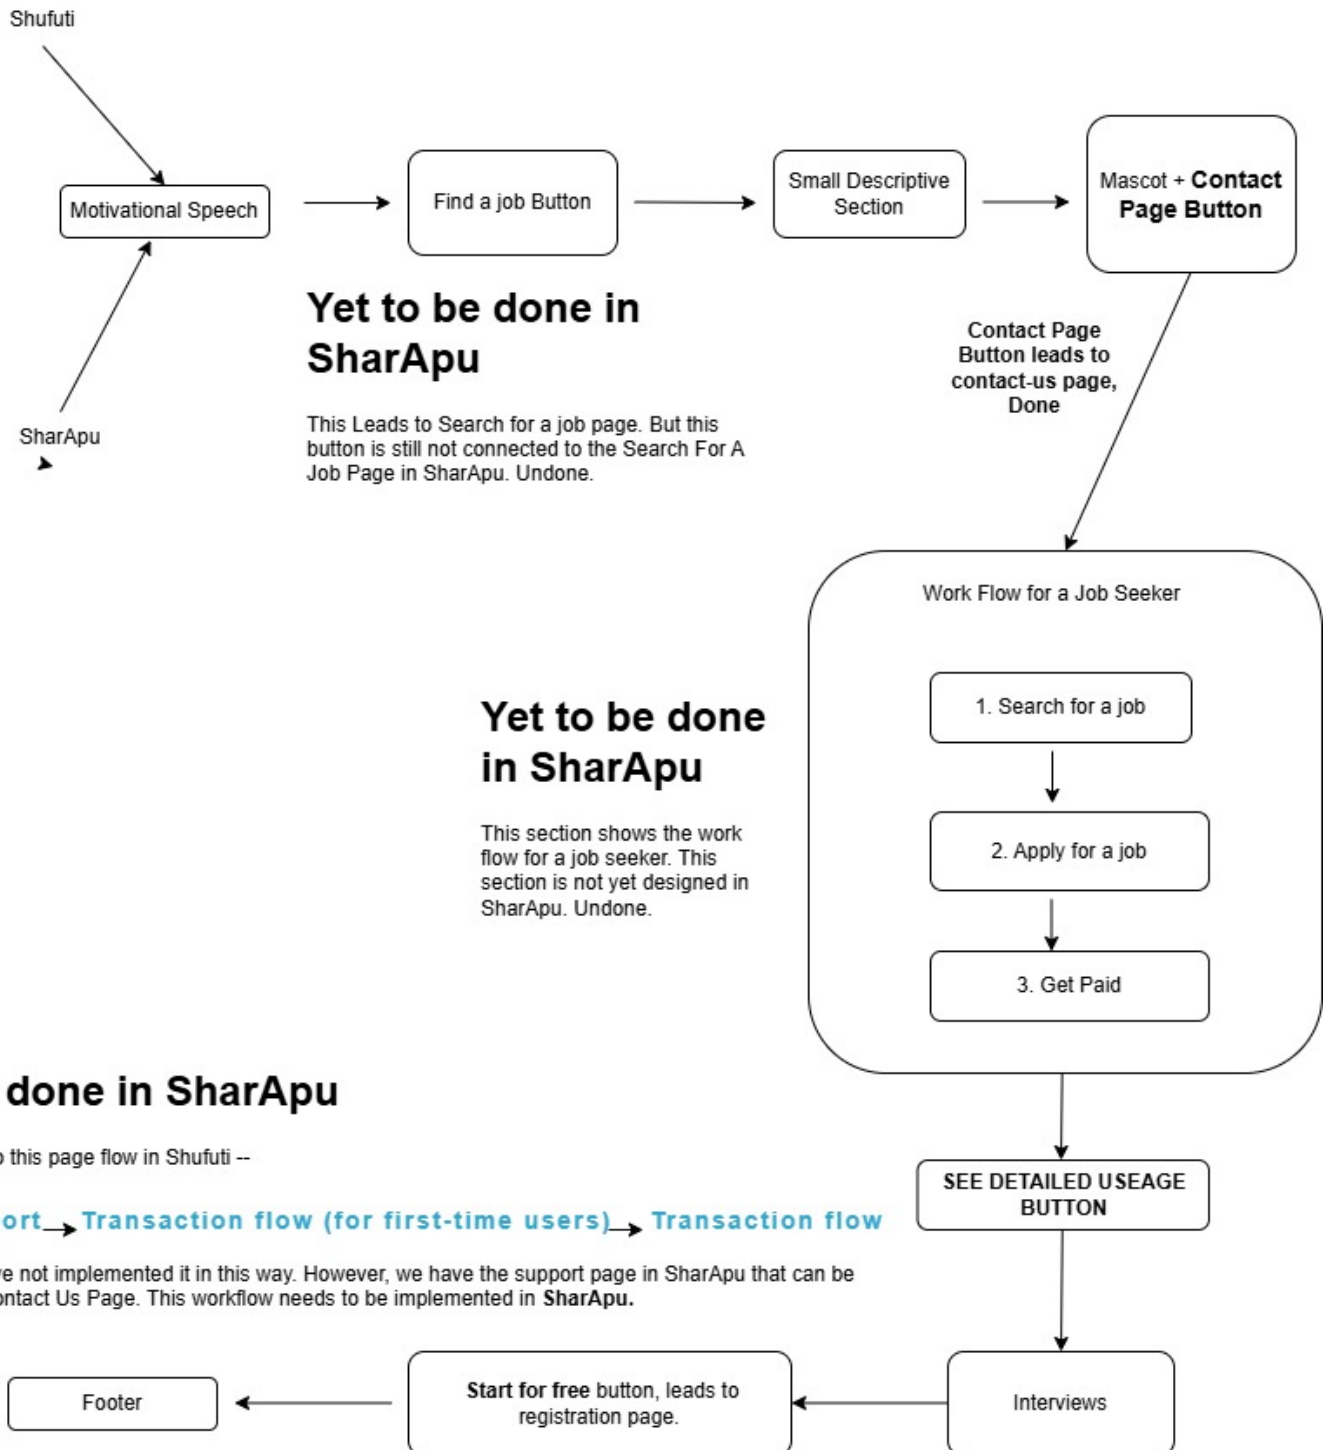 Shufuti
Motivational Speech
Find a job Button
Small Descriptive
Section
Mascot + Contact
Page Button
Yet to be done in
SharApu
This Leads to Search for a job page. But this
button is still not connected to the Search For A
Job Page in SharApu. Undone.
SharApu
Contact Page
Button leads to
contact-us page,
Done
Work Flow for a Job Seeker
1. Search for a job
2. Apply for a job
3. Get Paid
Yet to be done
in SharApu
This section shows the work
flow for a job seeker. This
section is not yet designed in
SharApu. Undone.
done in SharApu
this page flow in Shufuti --
SEE DETAILED USEAGE
BUTTON
Transaction flow (for first-time users) Transaction flow
not implemented it in this way. However, we have the support page in SharApu that can be
Us Page. This workflow needs to be implemented in SharApu.
Interviews
Start for free button, leads to
registration page.
Footer